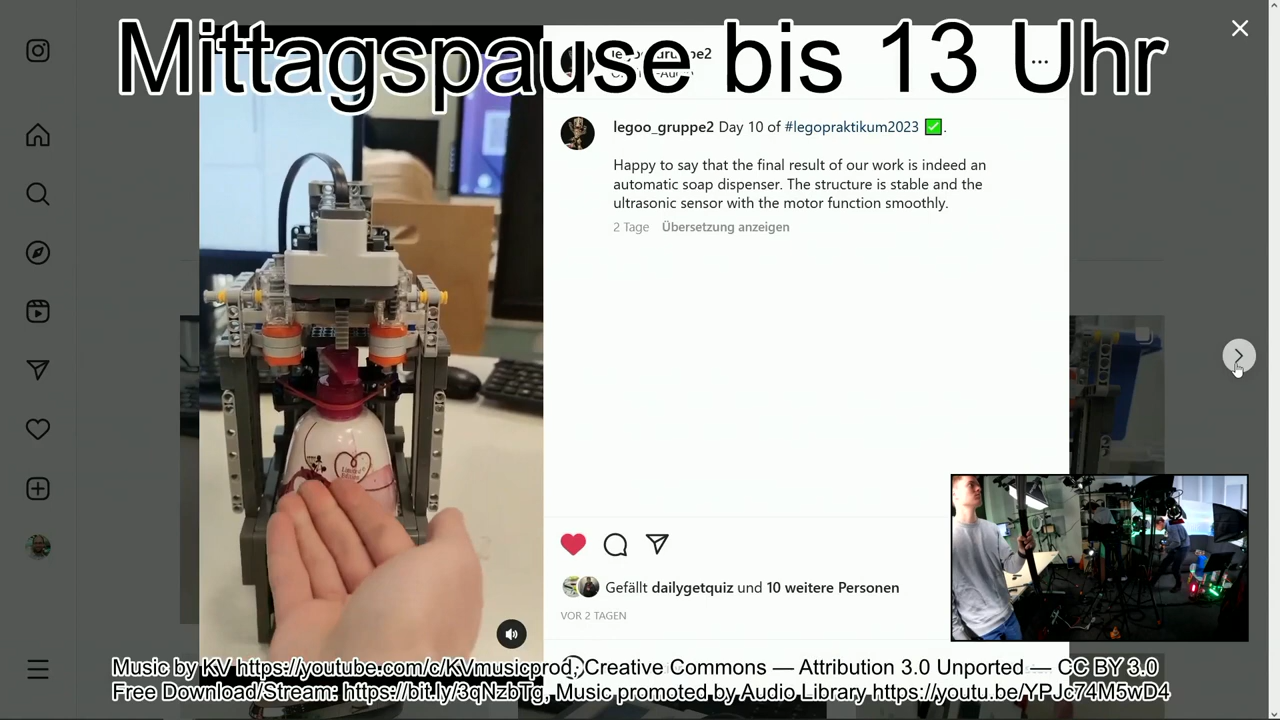 Mittagspause bis 13 Uhr
legoo_gruppe2
legoo_gruppe2 Day 10 of #legopraktikum2023 ✅.
Happy to say that the final result of our work is indeed an
automatic soap dispenser. The structure is stable and the
ultrasonic sensor with the motor function smoothly.
2 Tage Übersetzung anzeigen
Gefällt dailygetquiz und 10 weitere Personen
VOR 2 TAGEN
Music by KV https://youtube.com/c/KVmusicprod; Creative Commons — Attribution 3.0 Unported — CC BY 3.0
Free Download/Stream: https://bit.ly/3qNzbTg, Music promoted by Audio Library https://youtu.be/YPJc74M5wD4